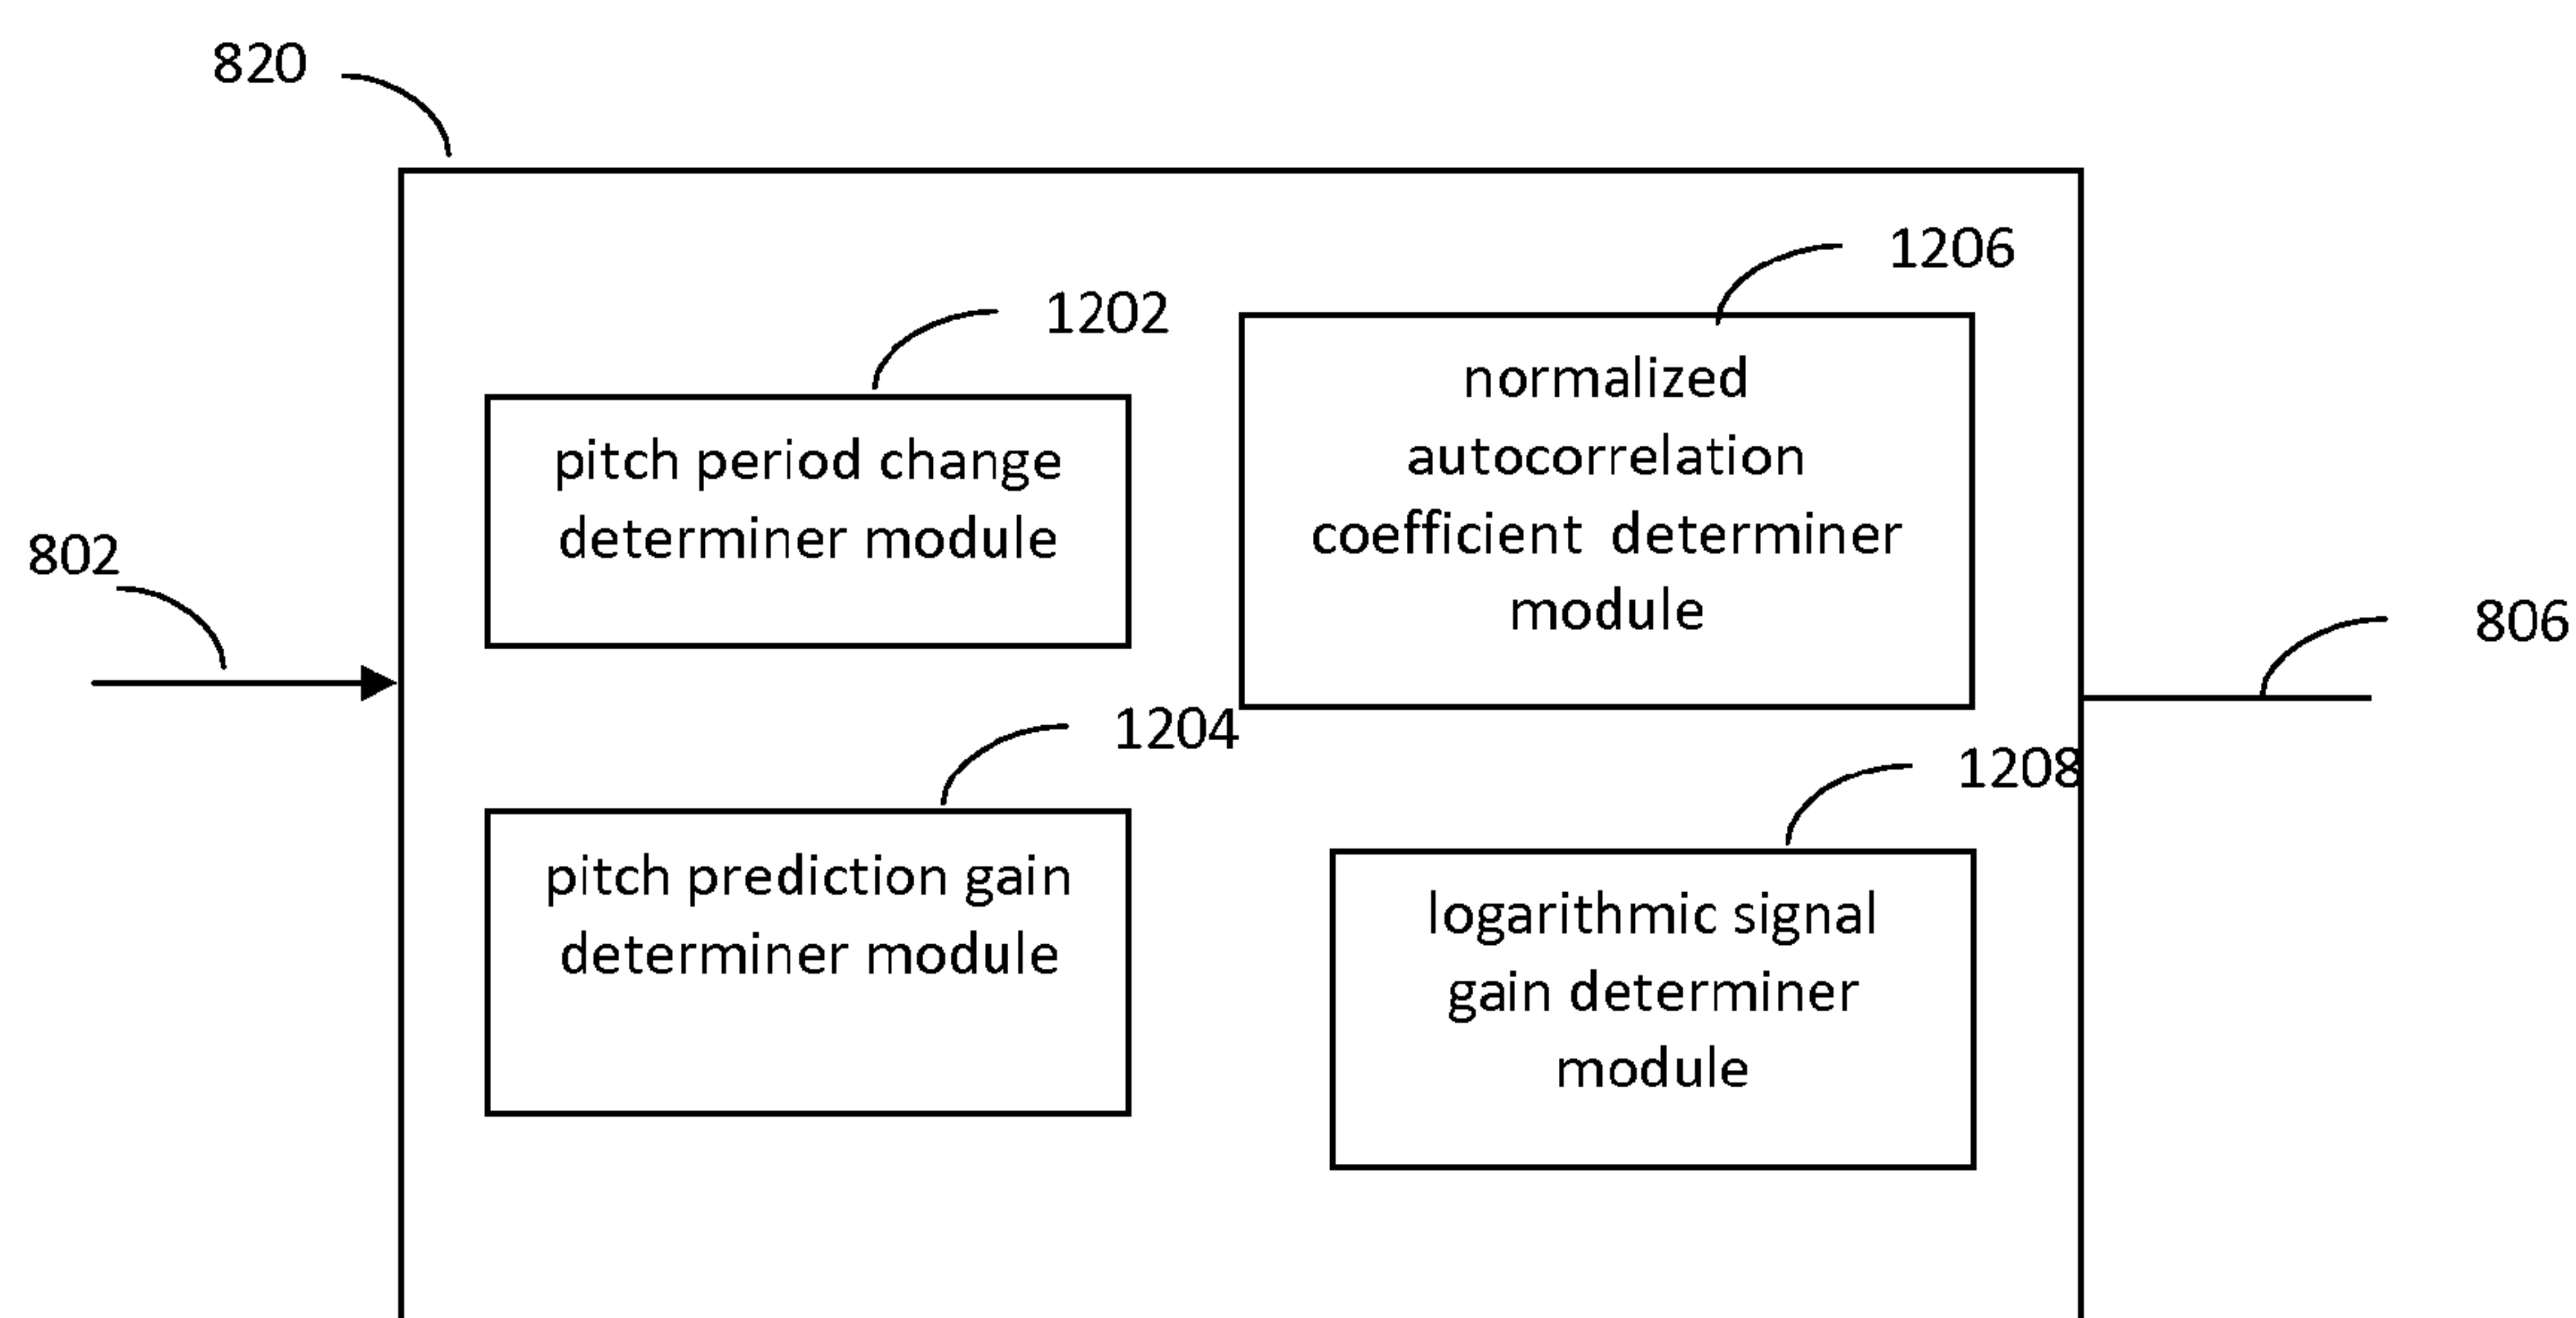 820
1206
1202
normalized
autocorrelation
coefficient determiner
module
pitch period change
determiner module
802
806
1204
1208
pitch prediction gain
determiner module
logarithmic signal
gain determiner
module